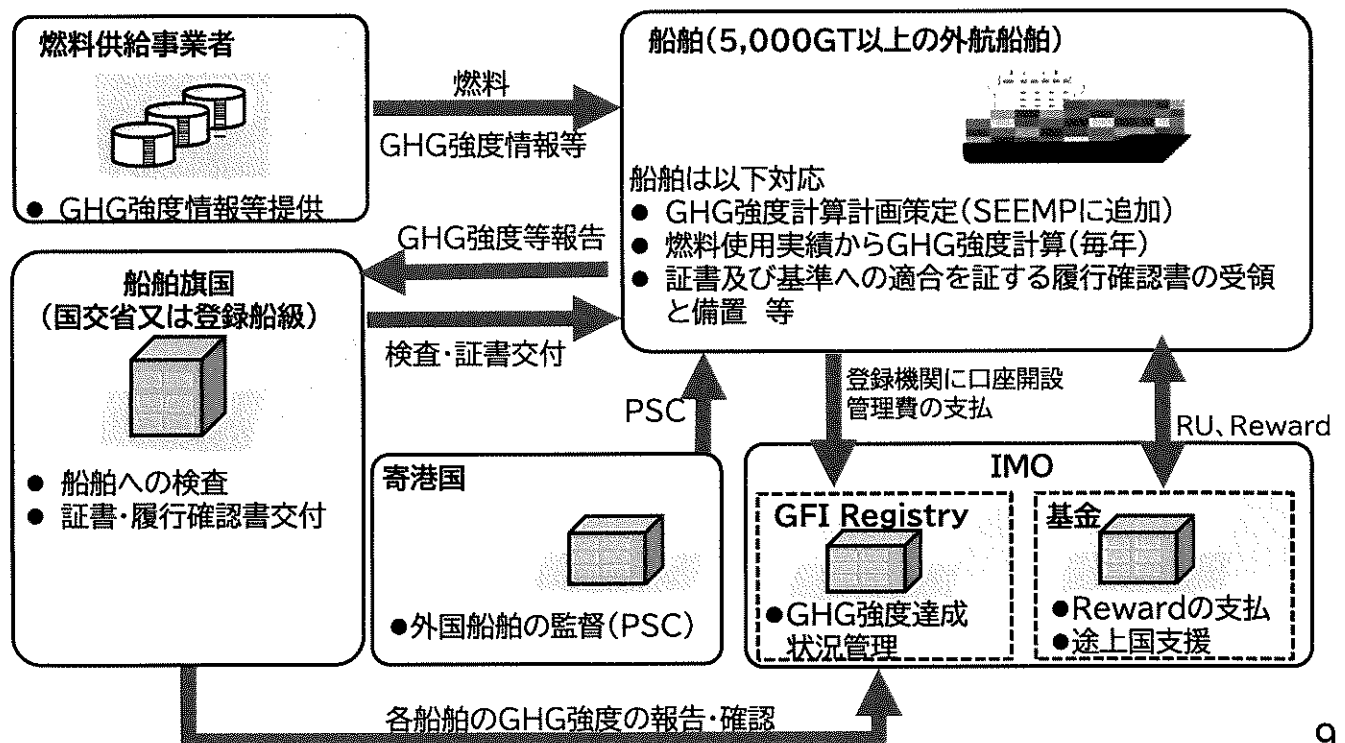 燃料供給事業者
● GHG強度情報等提供
燃料
GHG強度情報等
船舶(5,000GT以上の外航船舶)
船舶は以下対応
● GHG強度計算計画策定(SEEMPに追加)
● 燃料使用実績からGHG強度計算(毎年)
● 証書及び基準への適合を証する履行確認書の受領
と備置 等
GHG強度等報告
検査・証書交付
船舶旗国
(国交省又は登録船級)
● 船舶への検査
● 証書・履行確認書交付
PSC
登録機関に口座開設
管理費の支払
RU、Reward
寄港国
●外国船舶の監督(PSC)
IMO
GFI Registry
●GHG強度達成
状況管理
基金
●Rewardの支払
●途上国支援
各船舶のGHG強度の報告・確認
9